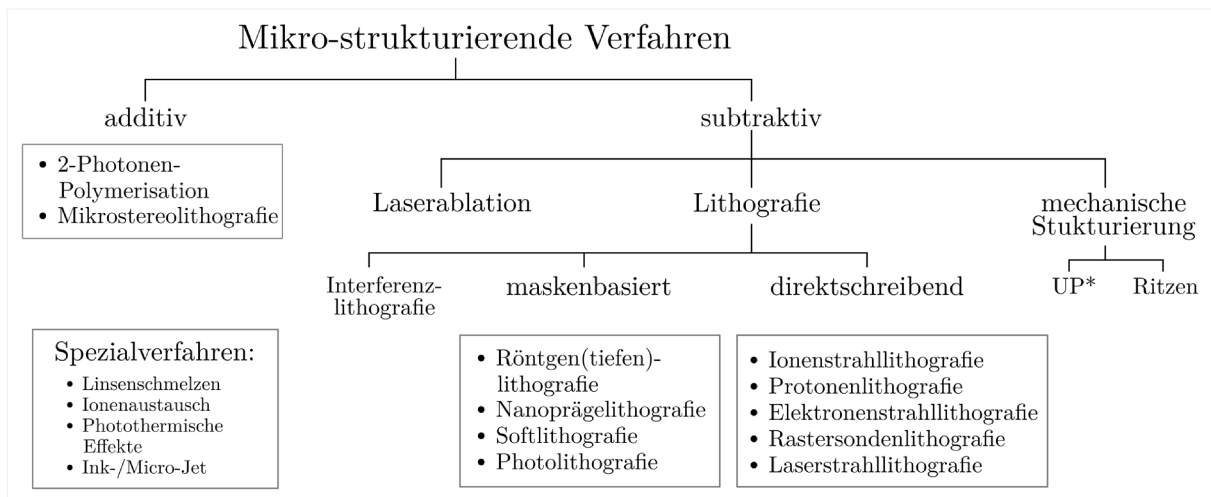 Mikro-strukturierende Verfahren
additiv
• 2-Photonen-
Polymerisation
• Mikrostereolithografie
subtraktiv
Laserablation
Lithografie
mechanische
Stukturierung
Interferenz-
lithografie
maskenbasiert
direktschreibend
UP*
Ritzen
Spezialverfahren:
• Linsenschmelzen
• Ionenaustausch
• Photothermische
Effekte
• Ink-/Micro-Jet
• Röntgen(tiefen)-
lithografie
• Nanoprägelithografie
• Softlithografie
• Photolithografie
• Ionenstrahllithografie
• Protonenlithografie
• Elektronenstrahllithografie
• Rastersondenlithografie
• Laserstrahllithografie